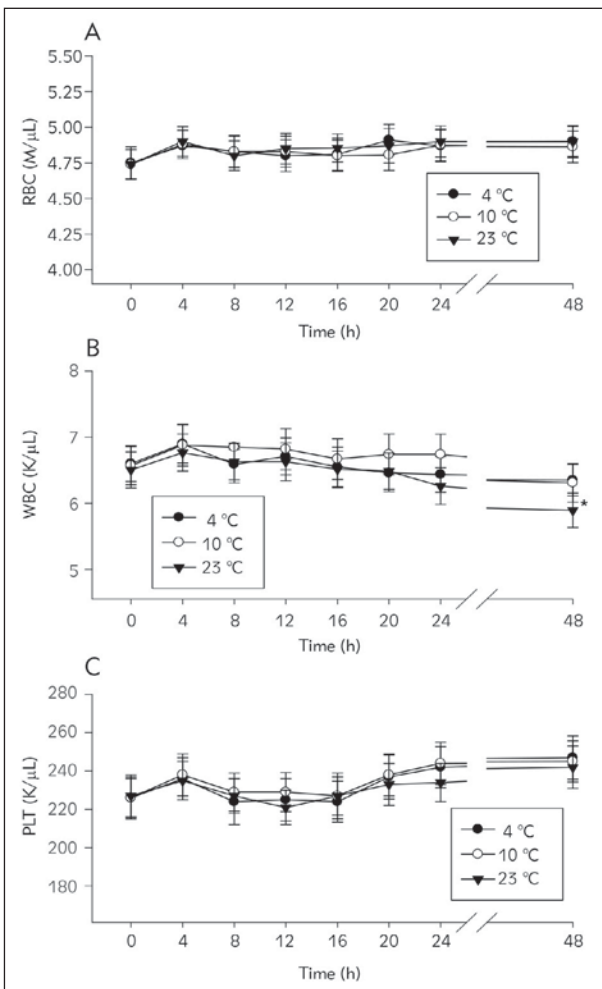 A
5.50
5.25
5.00
4.75
4.50
4.25
4.00
RBC (M/µL)
4 °C
10 °C
23 °C
0 4 8 12 16 20 24 48
Time (h)
B
8
7
6
5
WBC (K/µL)
*
4 °C
10 °C
23 °C
0 4 8 12 16 20 24 48
Time (h)
C
280
260
240
220
200
180
PLT (K/µL)
4 °C
10 °C
23 °C
0 4 8 12 16 20 24 48
Time (h)